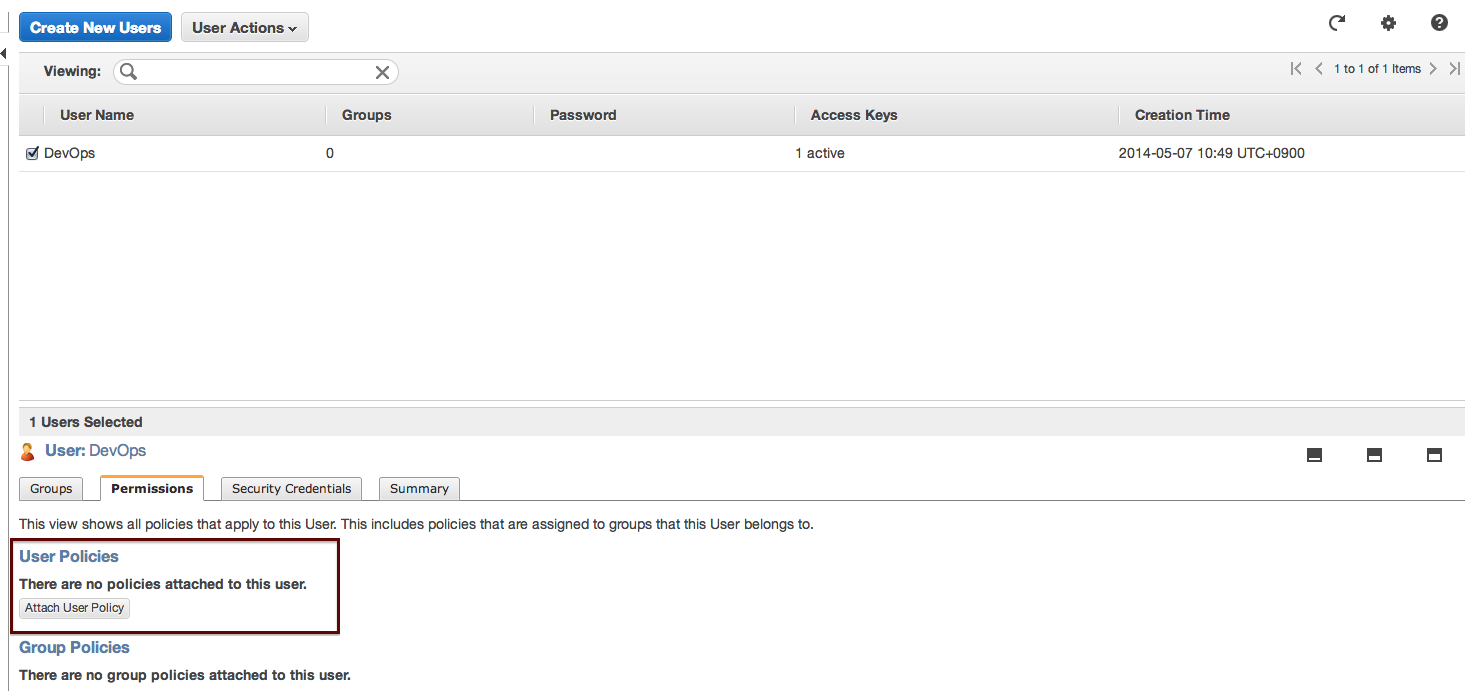 Create New Users User Actions
Viewing: 1 to 1 of 1 Items
User Name Groups Password Access Keys Creation Time
DevOps 0 1 active 2014-05-07 10:49 UTC+0900
1 Users Selected
User: DevOps
Groups Permissions Security Credentials Summary
This view shows all policies that apply to this User. This includes policies that are assigned to groups that this User belongs to.
User Policies
There are no policies attached to this user.
Attach User Policy
Group Policies
There are no group policies attached to this user.